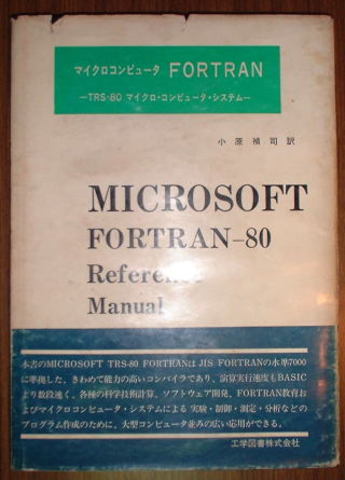 マイクロコンピュータ FORTRAN
—TRS-80 マイクロ・コンピュータ・システム—
小原禎司訳
MICROSOFT
FORTRAN-80
Reference
Manual
本書のMICROSOFT TRS-80 FORTRANは JIS FORTRANの水準7000
に準拠した、きわめて能力の高いコンパイラであり、演算実行速度もBASIC
より数段速く、各種の科学技術計算、ソフトウェア開発、FORTRAN教育お
よびマイクロコンピュータ・システムによる 実験・制御・測定・分析などの
プログラム作成のために、大型コンピュータ並みの広い応用ができる。
工学図書株式会社